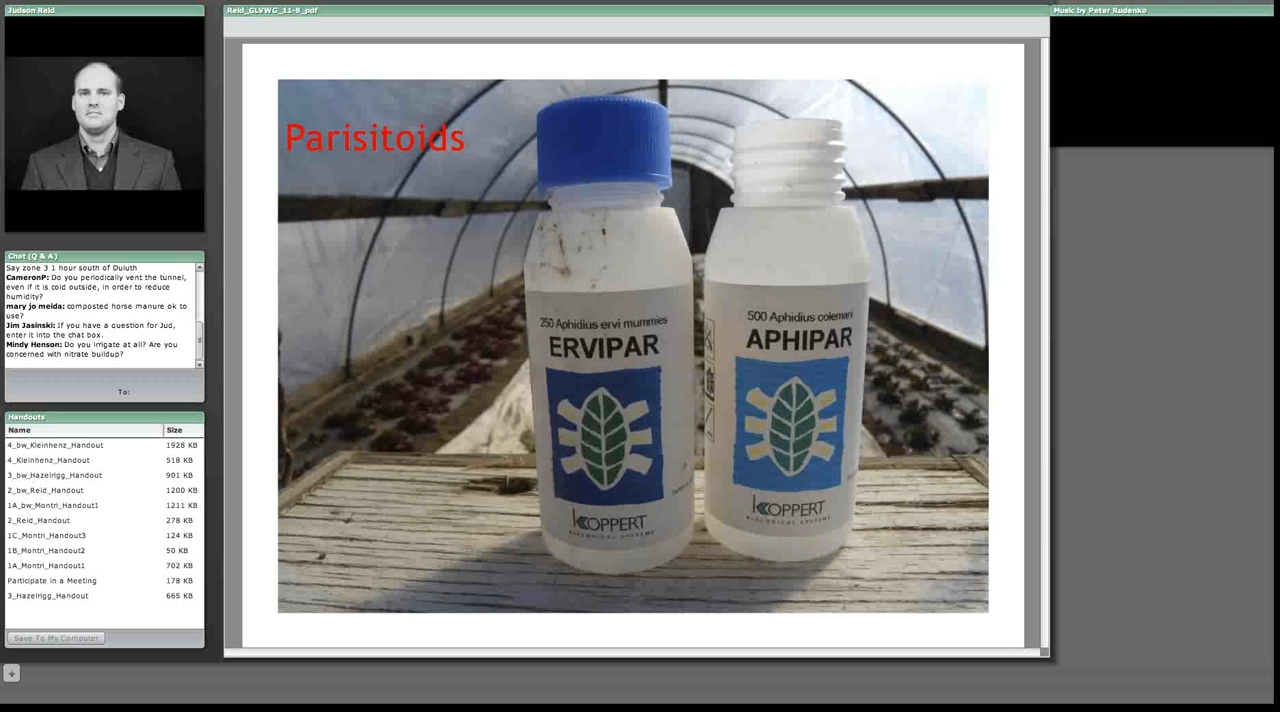 Judson Reid
Reid_GLVWG_11-8_pdf
Music by Peter Rudenko
Parisitoids
250 Aphidius ervi mummies
ERVIPAR
KOPPERT
BIOLOGICAL SYSTEMS
500 Aphidius colemani
APHIPAR
KOPPERT
BIOLOGICAL SYSTEMS
Chat (Q & A)
Say zone 3 1 hour south of Duluth
CameronP: Do you periodically vent the tunnel,
even if it is cold outside, in order to reduce
humidity?
mary jo meida: composted horse manure ok to
use?
Jim Jasinski: If you have a question for Jud,
enter it into the chat box.
Mindy Henson: Do you irrigate at all? Are you
concerned with nitrate buildup?
To:
Handouts
Name Size
4_bw_Kleinhenz_Handout 1928 KB
4_Kleinhenz_Handout 518 KB
3_bw_Hazelrigg_Handout 901 KB
2_bw_Reid_Handout 1200 KB
1A_bw_Montri_Handout1 1211 KB
2_Reid_Handout 278 KB
1C_Montri_Handout3 124 KB
1B_Montri_Handout2 50 KB
1A_Montri_Handout1 702 KB
Participate in a Meeting 178 KB
3_Hazelrigg_Handout 665 KB
Save To My Computer